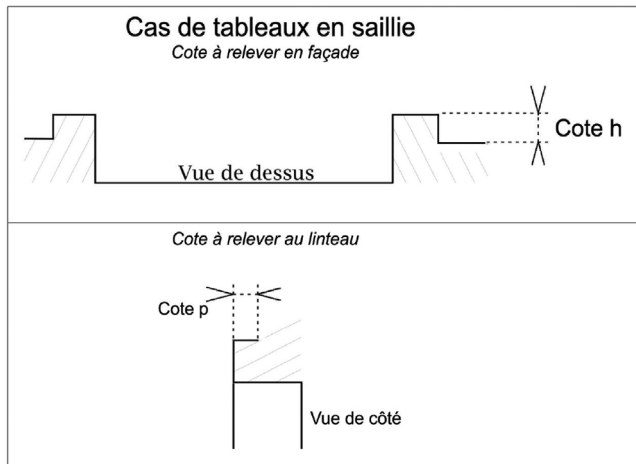 Cas de tableaux en saillie
Cote à relever en façade
Cote h
Vue de dessus
Cote à relever au linteau
Cote p
Vue de côté